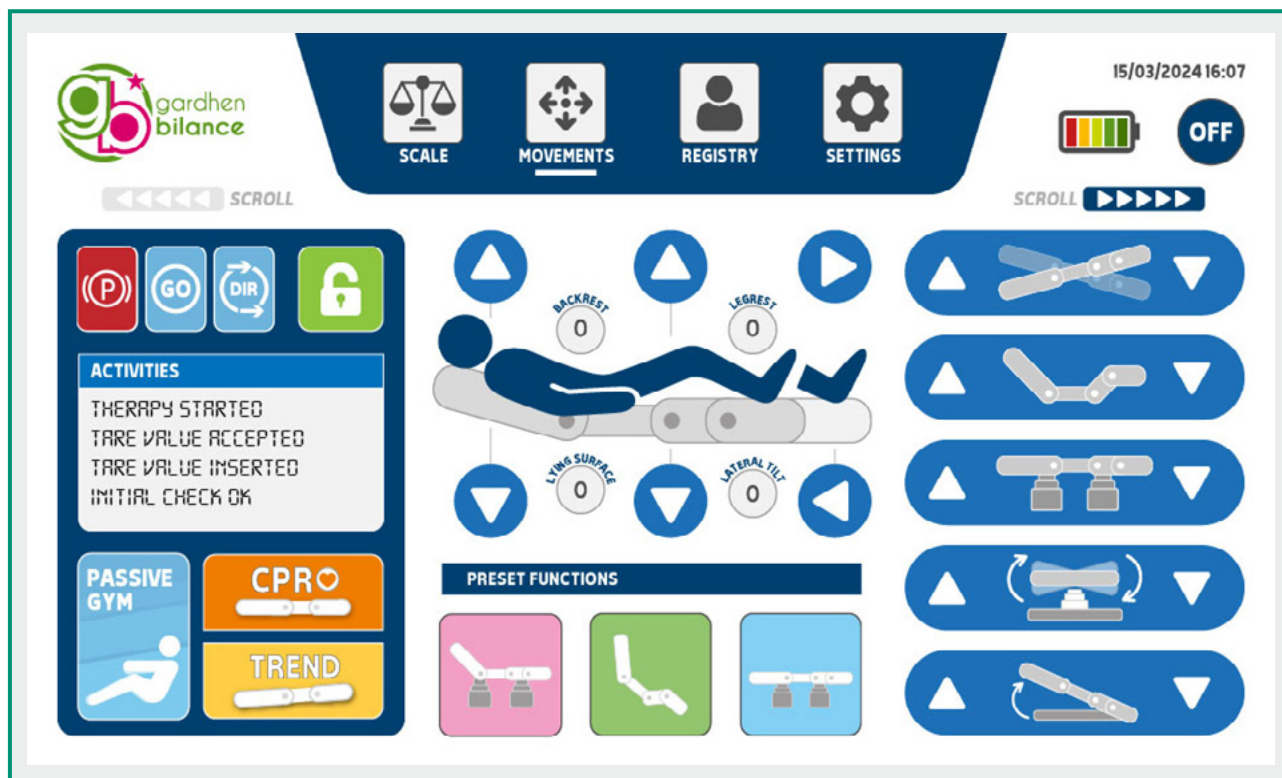 gardhen
bilance
SCALE
MOVEMENTS
REGISTRY
SETTINGS
15/03/2024 16:07
OFF
SCROLL
SCROLL
(P)
GO
DIR
ACTIVITIES
THERAPY STARTED
TARE VALUE ACCEPTED
TARE VALUE INSERTED
INITIAL CHECK OK
PASSIVE
GYM
CPR
TREND
BACKREST
0
LEGREST
0
LYING SURFACE
0
LATERAL TILT
0
PRESET FUNCTIONS